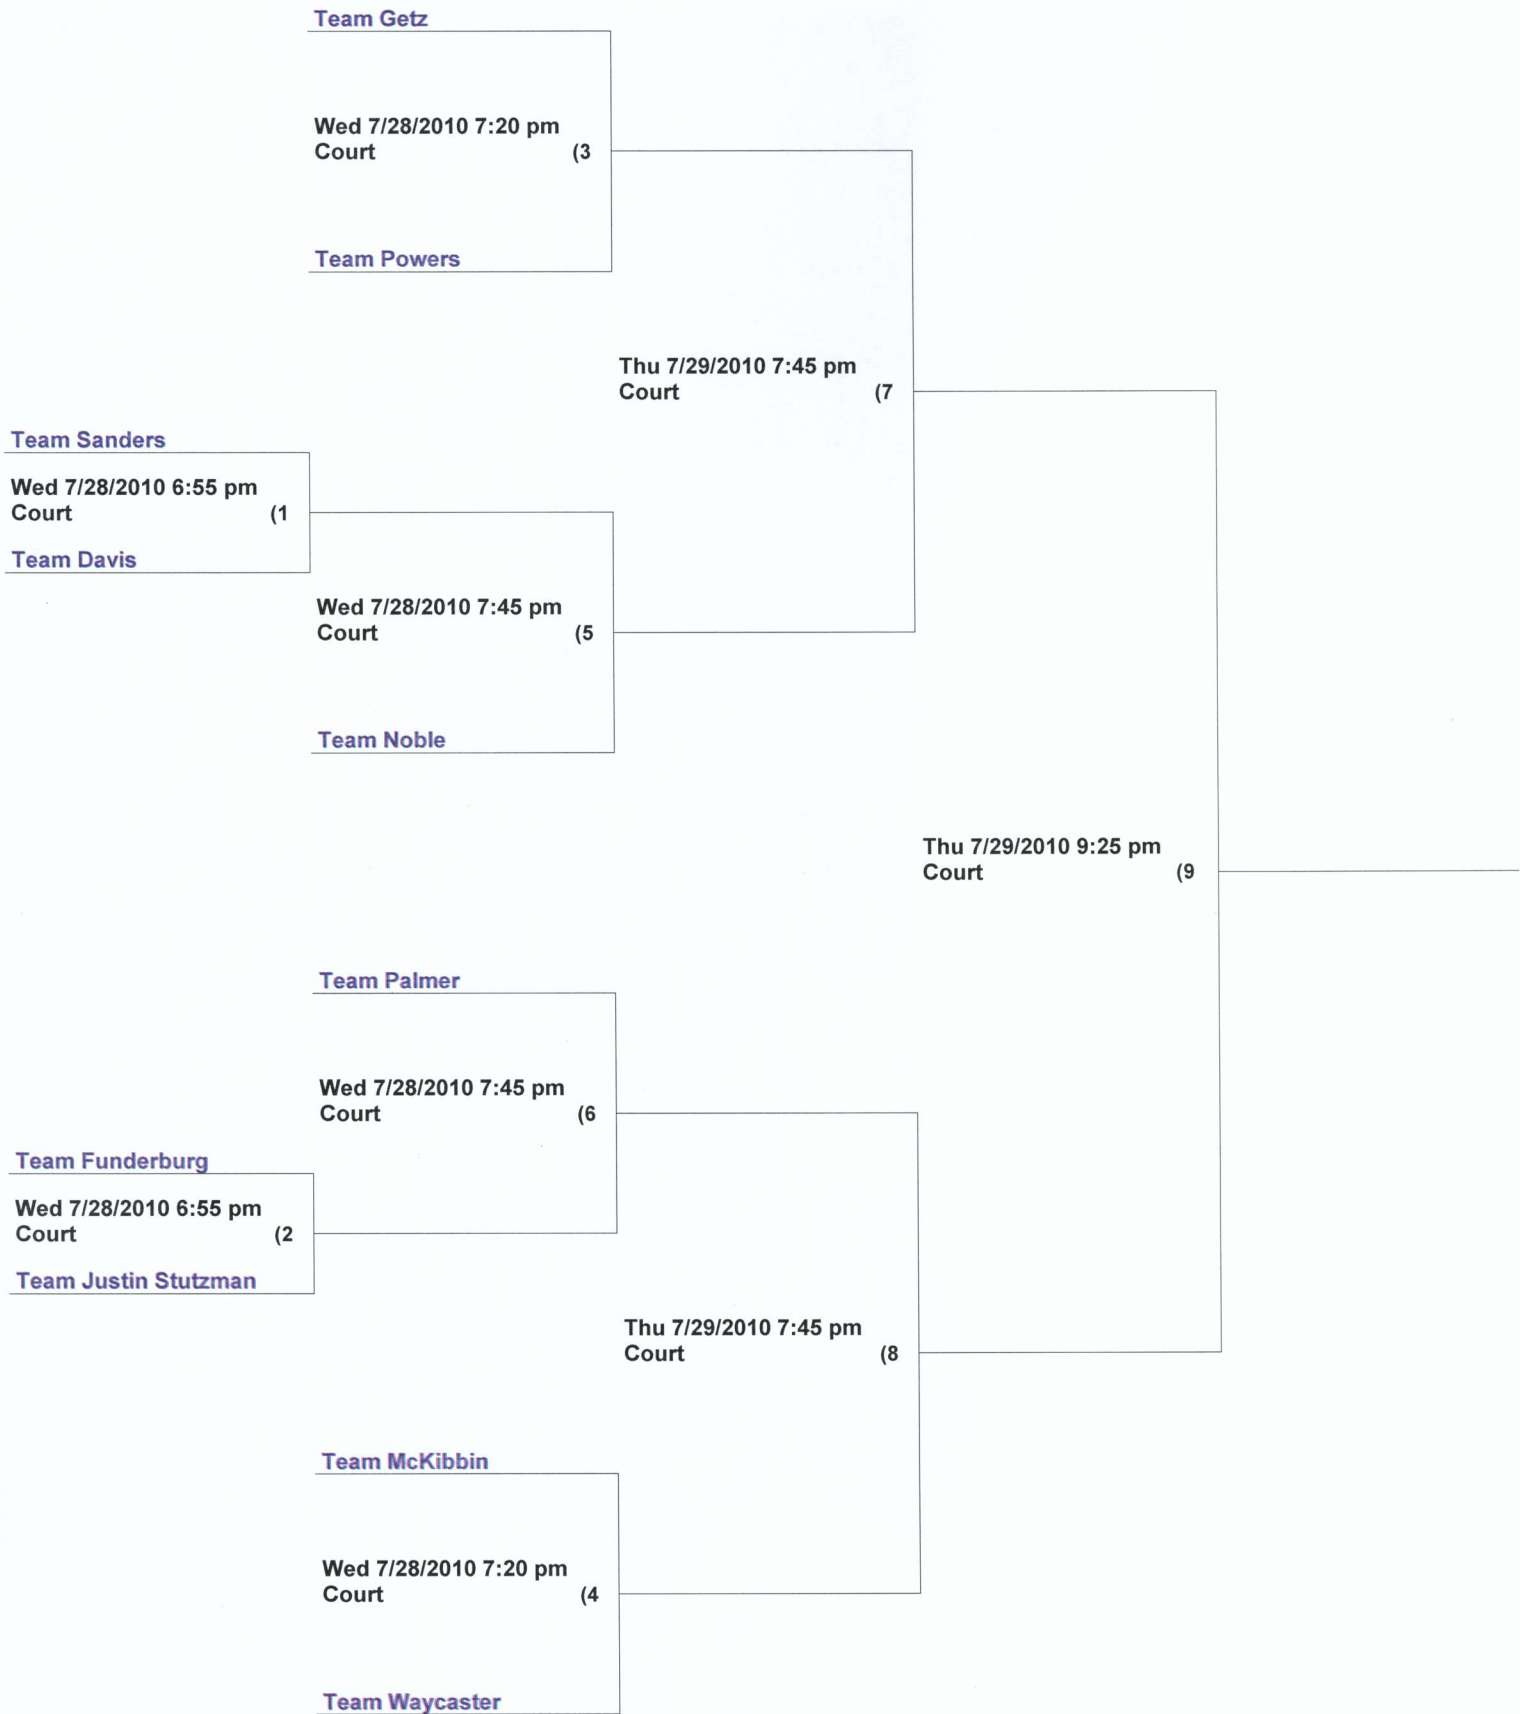 Team Getz
Wed 7/28/2010 7:20 pm
Court (3
Team Powers
Thu 7/29/2010 7:45 pm
Court (7
Team Sanders
Wed 7/28/2010 6:55 pm
Court (1
Team Davis
Wed 7/28/2010 7:45 pm
Court (5
Team Noble
Thu 7/29/2010 9:25 pm
Court (9
Team Palmer
Wed 7/28/2010 7:45 pm
Court (6
Team Funderburg
Wed 7/28/2010 6:55 pm
Court (2
Team Justin Stutzman
Thu 7/29/2010 7:45 pm
Court (8
Team McKibbin
Wed 7/28/2010 7:20 pm
Court (4
Team Waycaster